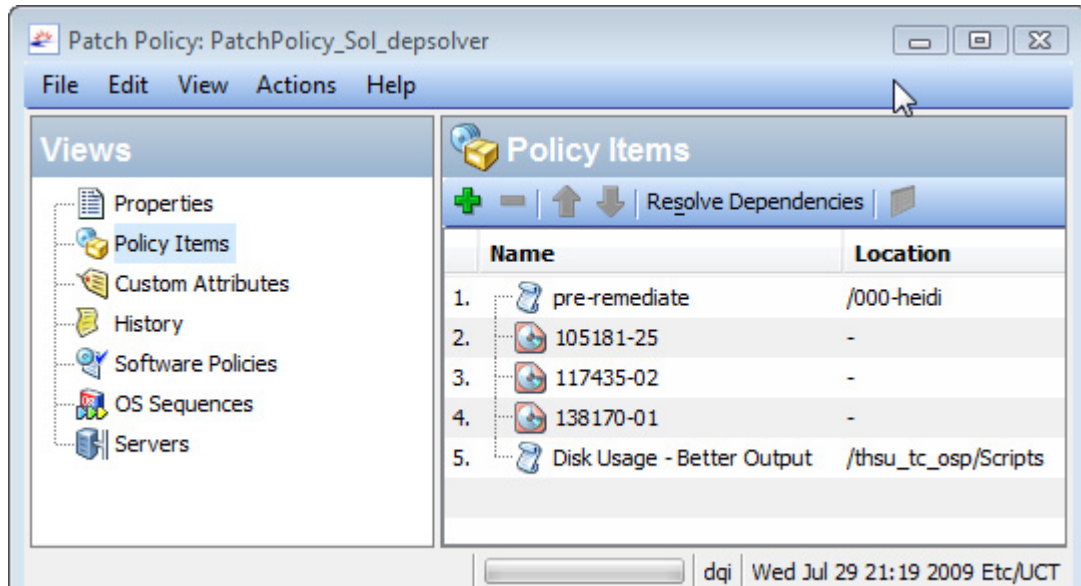 Patch Policy: PatchPolicy_Sol_depsolver
File Edit View Actions Help
Views
Properties
Policy Items
Custom Attributes
History
Software Policies
OS Sequences
Servers
Policy Items
Resolve Dependencies
Name Location
1. pre-remediate /000-heidi
2. 105181-25 -
3. 117435-02 -
4. 138170-01 -
5. Disk Usage - Better Output /thsu_tc_osp/Scripts
dqi Wed Jul 29 21:19 2009 Etc/UCT